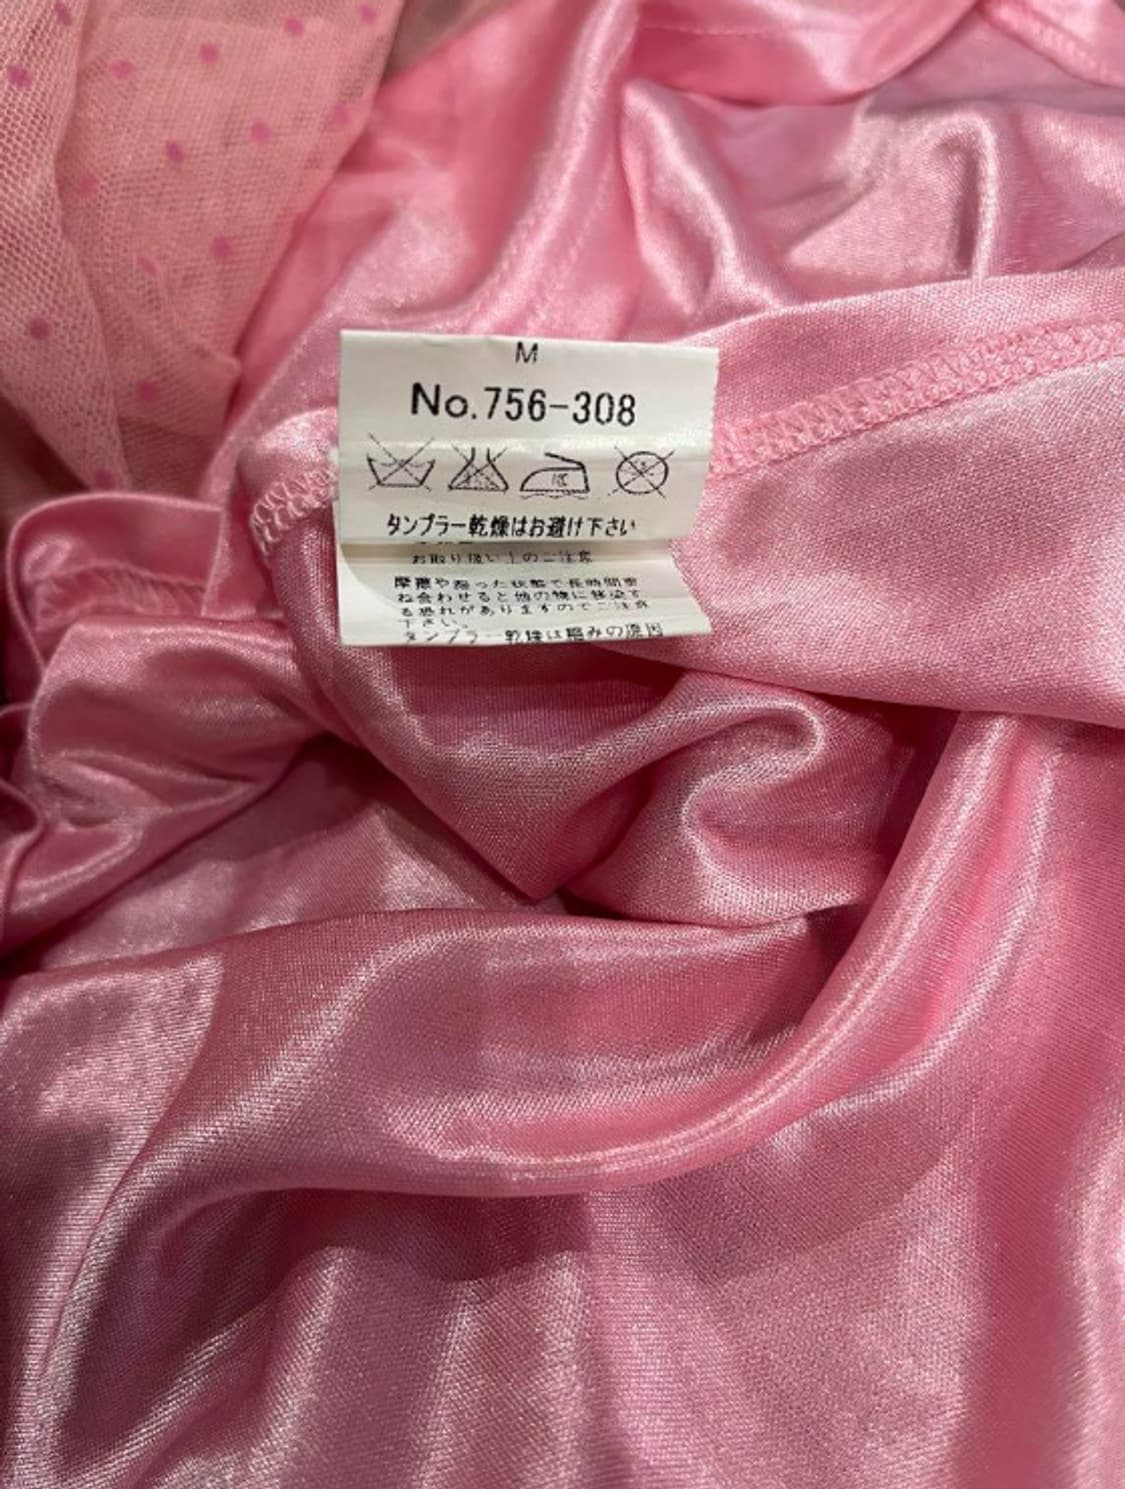 M
No.756-308
タンブラー乾燥はお避け下さい
お取り扱い上のご注意
摩擦や湿った状態で長時間重
ね合わせると他の物に移染す
る恐れがありますのでご注意
下さい。
タンブラー乾燥は縮みの原因